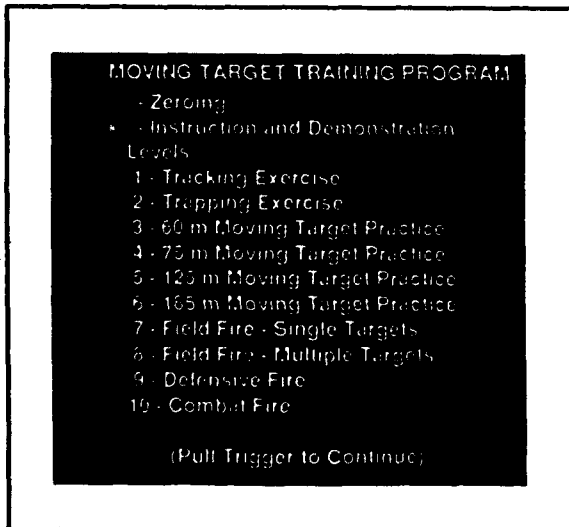 MOVING TARGET TRAINING PROGRAM
- Zeroing
* - Instruction and Demonstration
Levels
1 - Tracking Exercise
2 - Trapping Exercise
3 - 60 m Moving Target Practice
4 - 75 m Moving Target Practice
5 - 125 m Moving Target Practice
6 - 185 m Moving Target Practice
7 - Field Fire - Single Targets
8 - Field Fire - Multiple Targets
9 - Defensive Fire
10 - Combat Fire
(Pull Trigger to Continue)